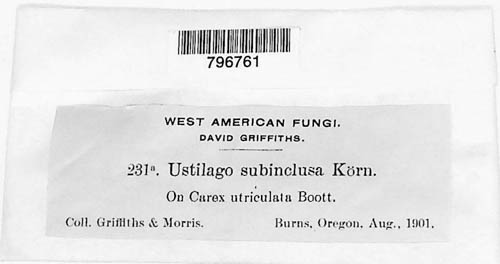 796761
WEST AMERICAN FUNGI.
DAVID GRIFFITHS.
231ª. Ustilago subinclusa Körn.
On Carex utriculata Boott.
Coll. Griffiths & Morris. Burns, Oregon, Aug., 1901.